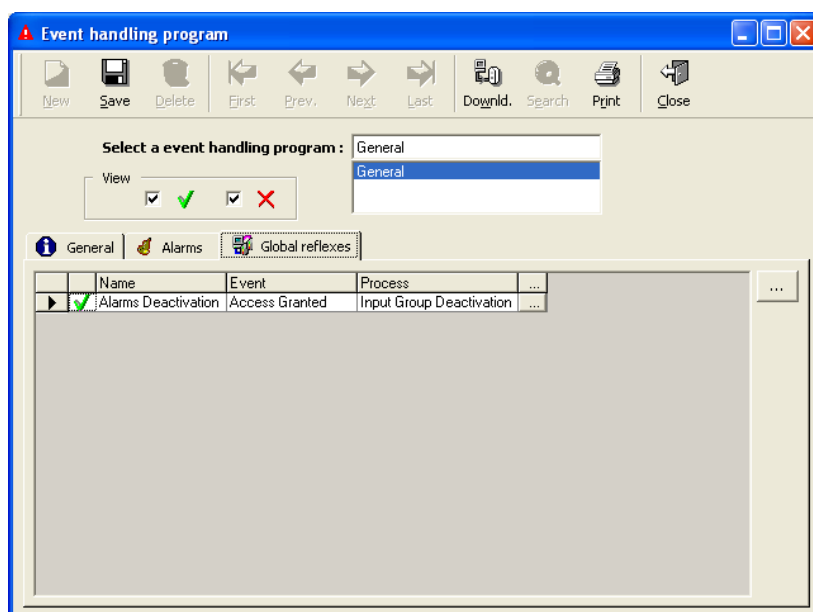 Event handling program
New Save Delete First Prev. Next Last Downld. Search Print Close
Select a event handling program : General
General
View
General Alarms Global reflexes
Name Event Process ...
Alarms Deactivation Access Granted Input Group Deactivation ...
...